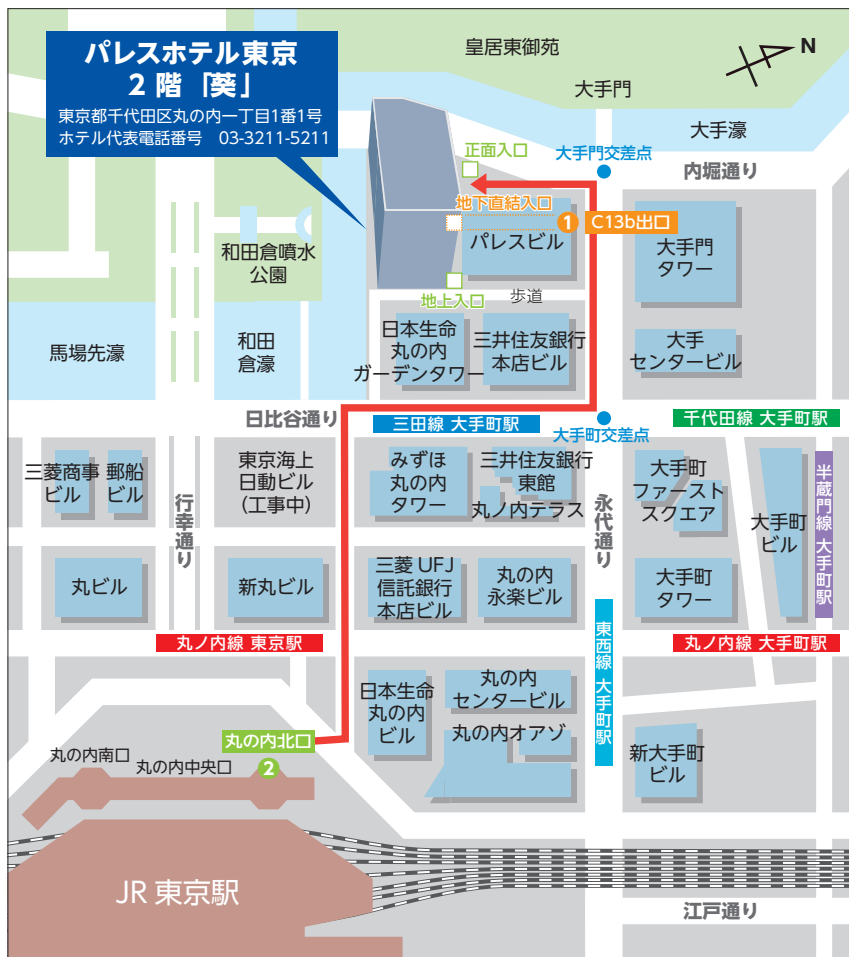 パレスホテル東京
2 階 「葵」
東京都千代田区丸の内一丁目1番1号
ホテル代表電話番号 03-3211-5211
皇居東御苑
N
大手門
大手濠
正面入口
大手門交差点
内堀通り
地下直結入口
1
C13b出口
パレスビル
大手門
タワー
和田倉噴水
公園
地上入口
歩道
馬場先濠
和田
倉濠
日本生命
丸の内
ガーデンタワー
三井住友銀行
本店ビル
大手
センタービル
日比谷通り
三田線 大手町駅
大手町交差点
千代田線 大手町駅
三菱商事
ビル
郵船
ビル
行幸通り
東京海上
日動ビル
(工事中)
みずほ
丸の内
タワー
三井住友銀行
東館
丸ノ内テラス
永代通り
大手町
ファースト
スクエア
大手町
ビル
半蔵門線 大手町駅
丸ビル
新丸ビル
三菱 UFJ
信託銀行
本店ビル
丸の内
永楽ビル
大手町
タワー
丸ノ内線 東京駅
東西線 大手町駅
丸ノ内線 大手町駅
日本生命
丸の内
ビル
丸の内
センタービル
丸の内オアゾ
新大手町
ビル
丸の内北口
2
丸の内南口
丸の内中央口
JR 東京駅
江戸通り